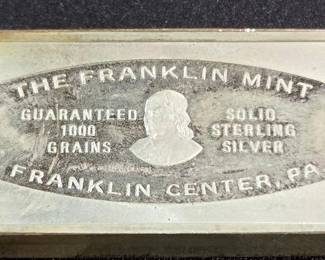 THE FRANKLIN MINT
GUARANTEED
1000
GRAINS
SOLID
STERLING
SILVER
FRANKLIN CENTER, PA